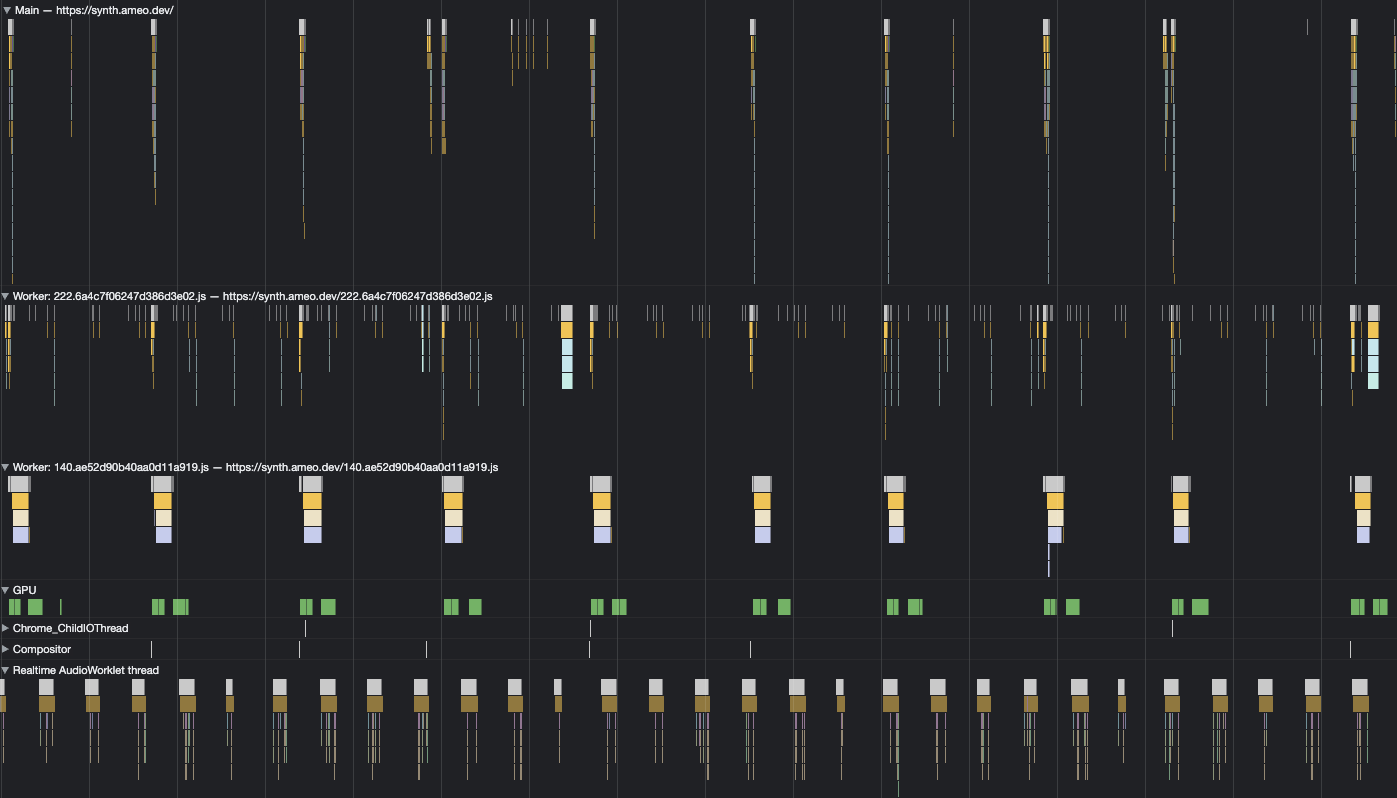 Main — https://synth.ameo.dev/
Worker: 222.6a4c7f06247d386d3e02.js — https://synth.ameo.dev/222.6a4c7f06247d386d3e02.js
Worker: 140.ae52d90b40aa0d11a919.js — https://synth.ameo.dev/140.ae52d90b40aa0d11a919.js
GPU
Chrome_ChildIOThread
Compositor
Realtime AudioWorklet thread